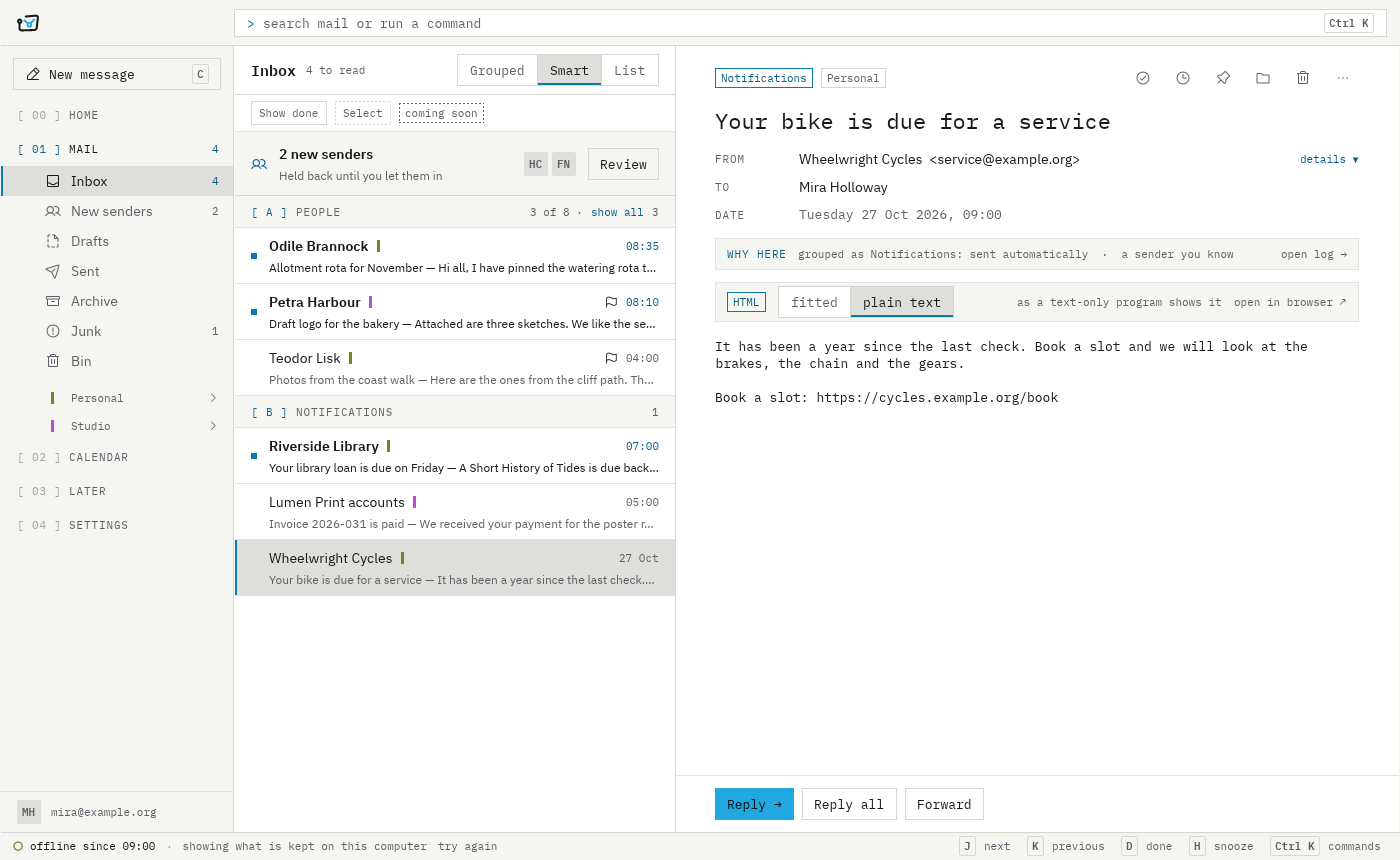 > search mail or run a command Ctrl K
New message C
[ 00 ] HOME
[ 01 ] MAIL 4
Inbox 4
New senders 2
Drafts
Sent
Archive
Junk 1
Bin
Personal
Studio
[ 02 ] CALENDAR
[ 03 ] LATER
[ 04 ] SETTINGS
MH mira@example.org
Inbox 4 to read Grouped Smart List
Show done Select coming soon
2 new senders
Held back until you let them in
HC FN Review
[ A ] PEOPLE 3 of 8 · show all 3
Odile Brannock 08:35
Allotment rota for November — Hi all, I have pinned the watering rota t…
Petra Harbour 08:10
Draft logo for the bakery — Attached are three sketches. We like the se…
Teodor Lisk 04:00
Photos from the coast walk — Here are the ones from the cliff path. Th…
[ B ] NOTIFICATIONS 1
Riverside Library 07:00
Your library loan is due on Friday — A Short History of Tides is due back…
Lumen Print accounts 05:00
Invoice 2026-031 is paid — We received your payment for the poster r…
Wheelwright Cycles 27 Oct
Your bike is due for a service — It has been a year since the last check.…
Notifications Personal ···
Your bike is due for a service
FROM Wheelwright Cycles <service@example.org> details ▾
TO Mira Holloway
DATE Tuesday 27 Oct 2026, 09:00
WHY HERE grouped as Notifications: sent automatically · a sender you know open log →
HTML fitted plain text as a text-only program shows it open in browser ↗
It has been a year since the last check. Book a slot and we will look at the
brakes, the chain and the gears.
Book a slot: https://cycles.example.org/book
Reply → Reply all Forward
offline since 09:00 · showing what is kept on this computer try again J next K previous D done H snooze Ctrl K commands